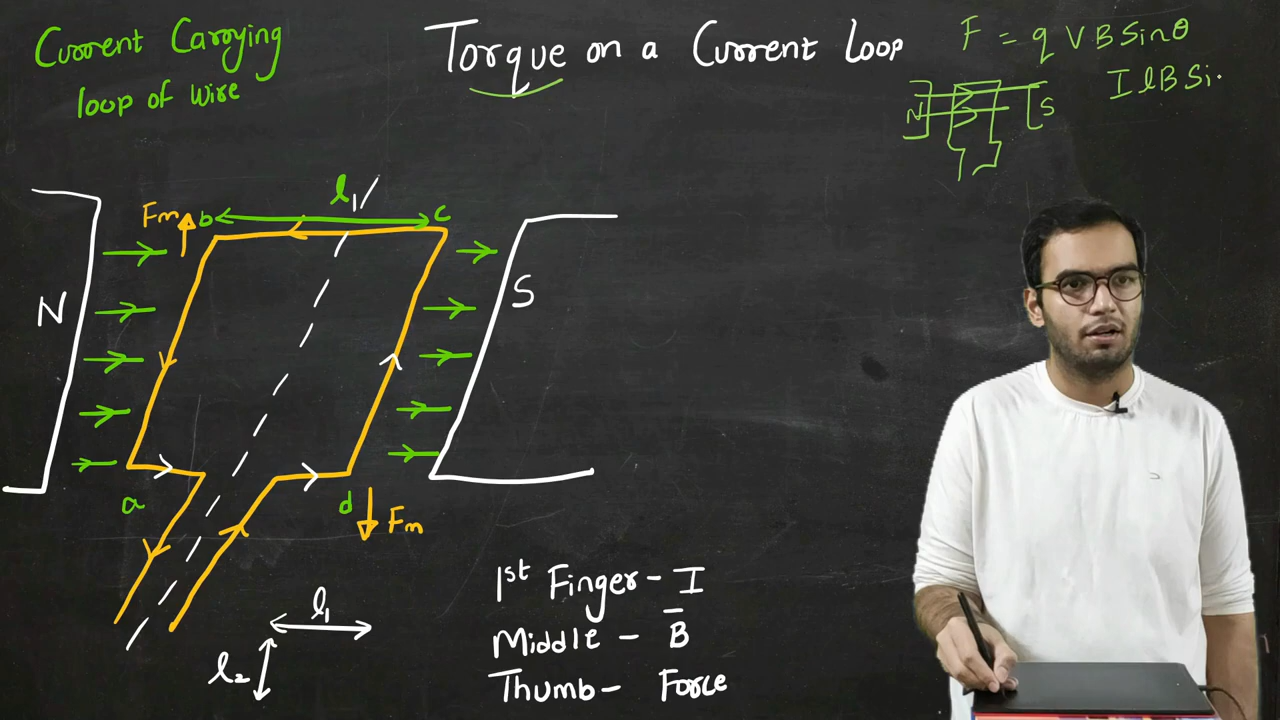 Current Carrying
loop of wire
Torque on a Current Loop
F = q V B Sin θ
I l B Si
N S
l₁
Fm b c
N S
a d
Fm
l₁
l₂
1st Finger - I
Middle - B
Thumb - Force